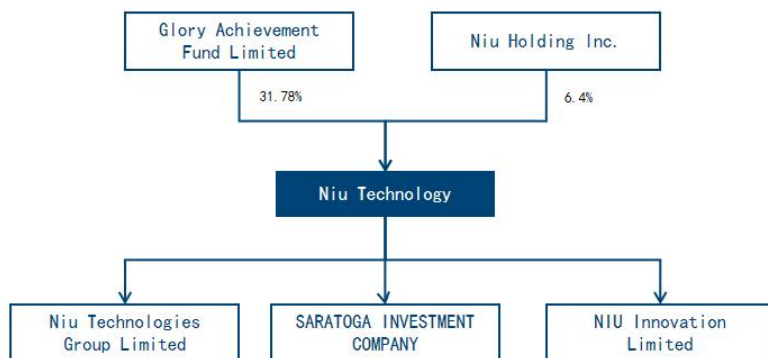 Glory Achievement
Fund Limited
Niu Holding Inc.
31.78%
6.4%
Niu Technology
Niu Technologies
Group Limited
SARATOGA INVESTMENT
COMPANY
NIU Innovation
Limited